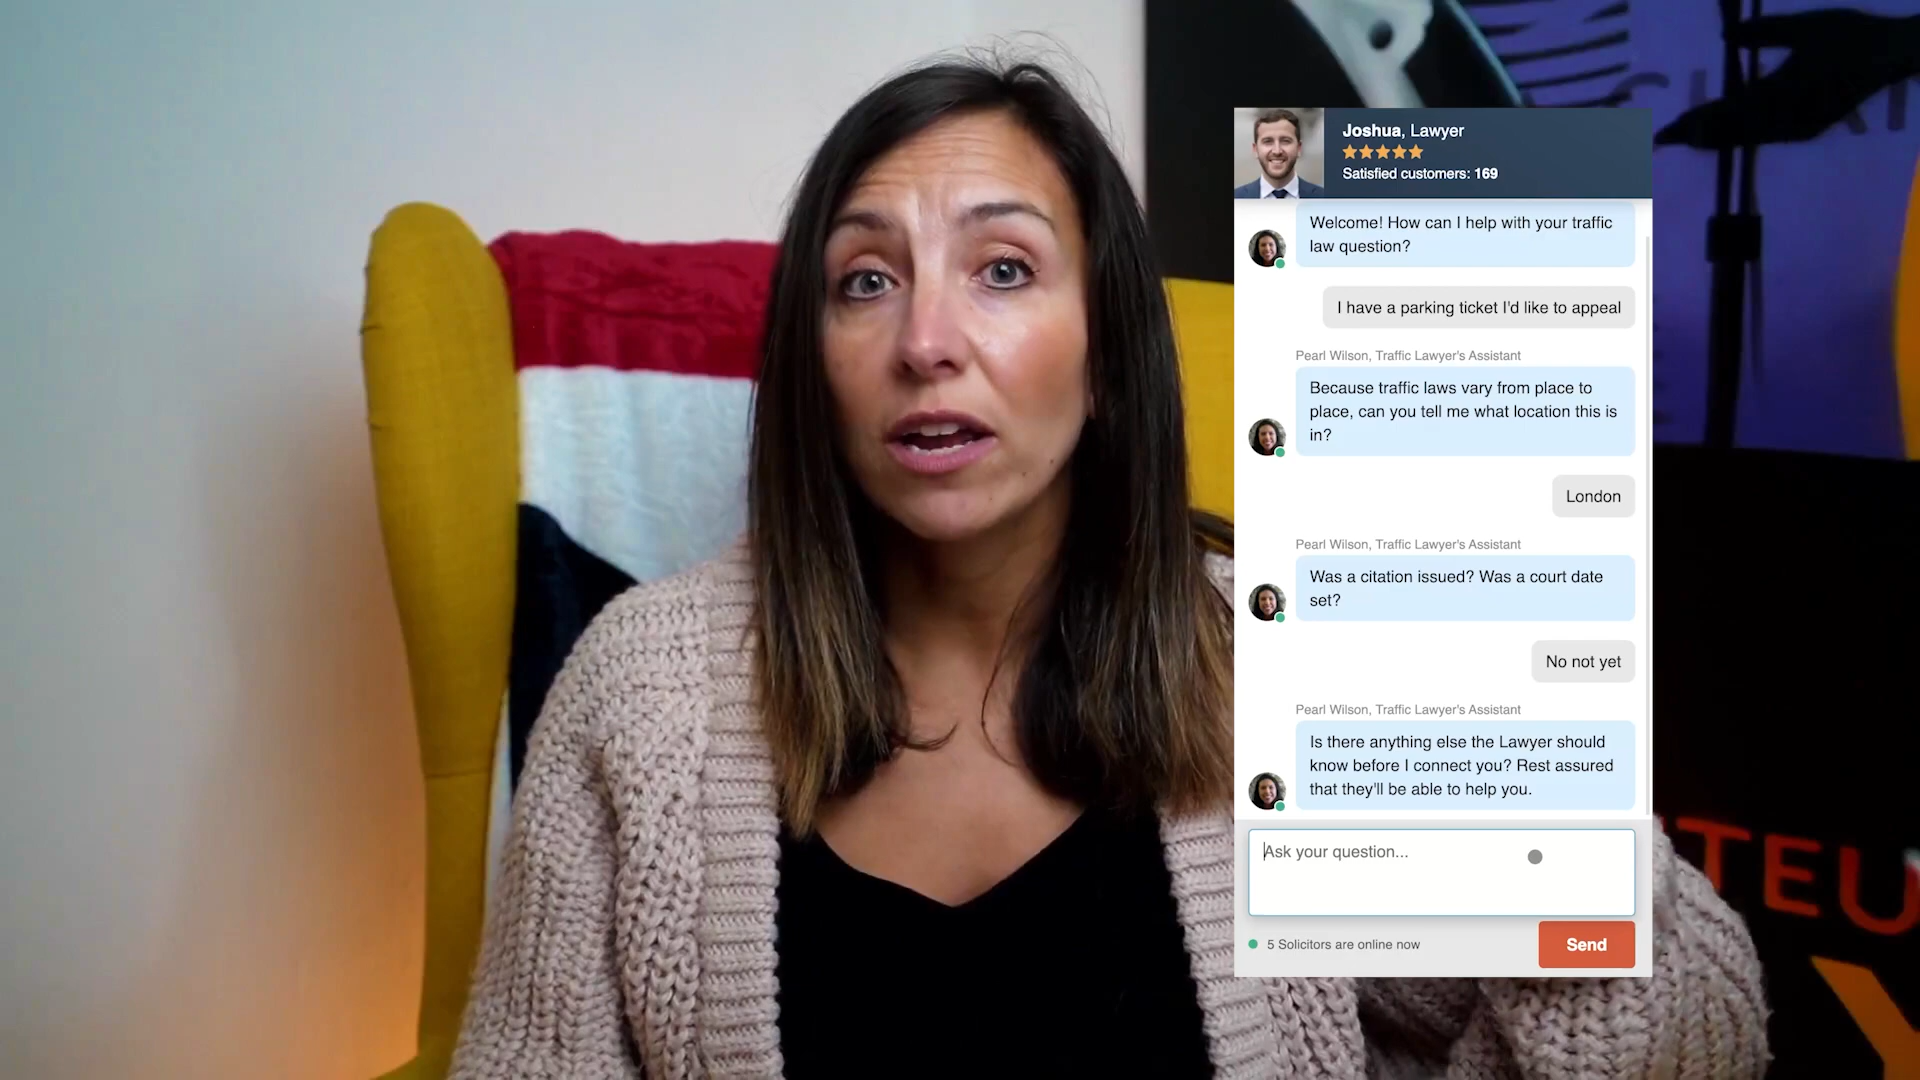 Joshua, Lawyer
Satisfied customers: 169
Welcome! How can I help with your traffic
law question?
I have a parking ticket I'd like to appeal
Pearl Wilson, Traffic Lawyer's Assistant
Because traffic laws vary from place to
place, can you tell me what location this is
in?
London
Pearl Wilson, Traffic Lawyer's Assistant
Was a citation issued? Was a court date
set?
No not yet
Pearl Wilson, Traffic Lawyer's Assistant
Is there anything else the Lawyer should
know before I connect you? Rest assured
that they'll be able to help you.
Ask your question...
5 Solicitors are online now
Send